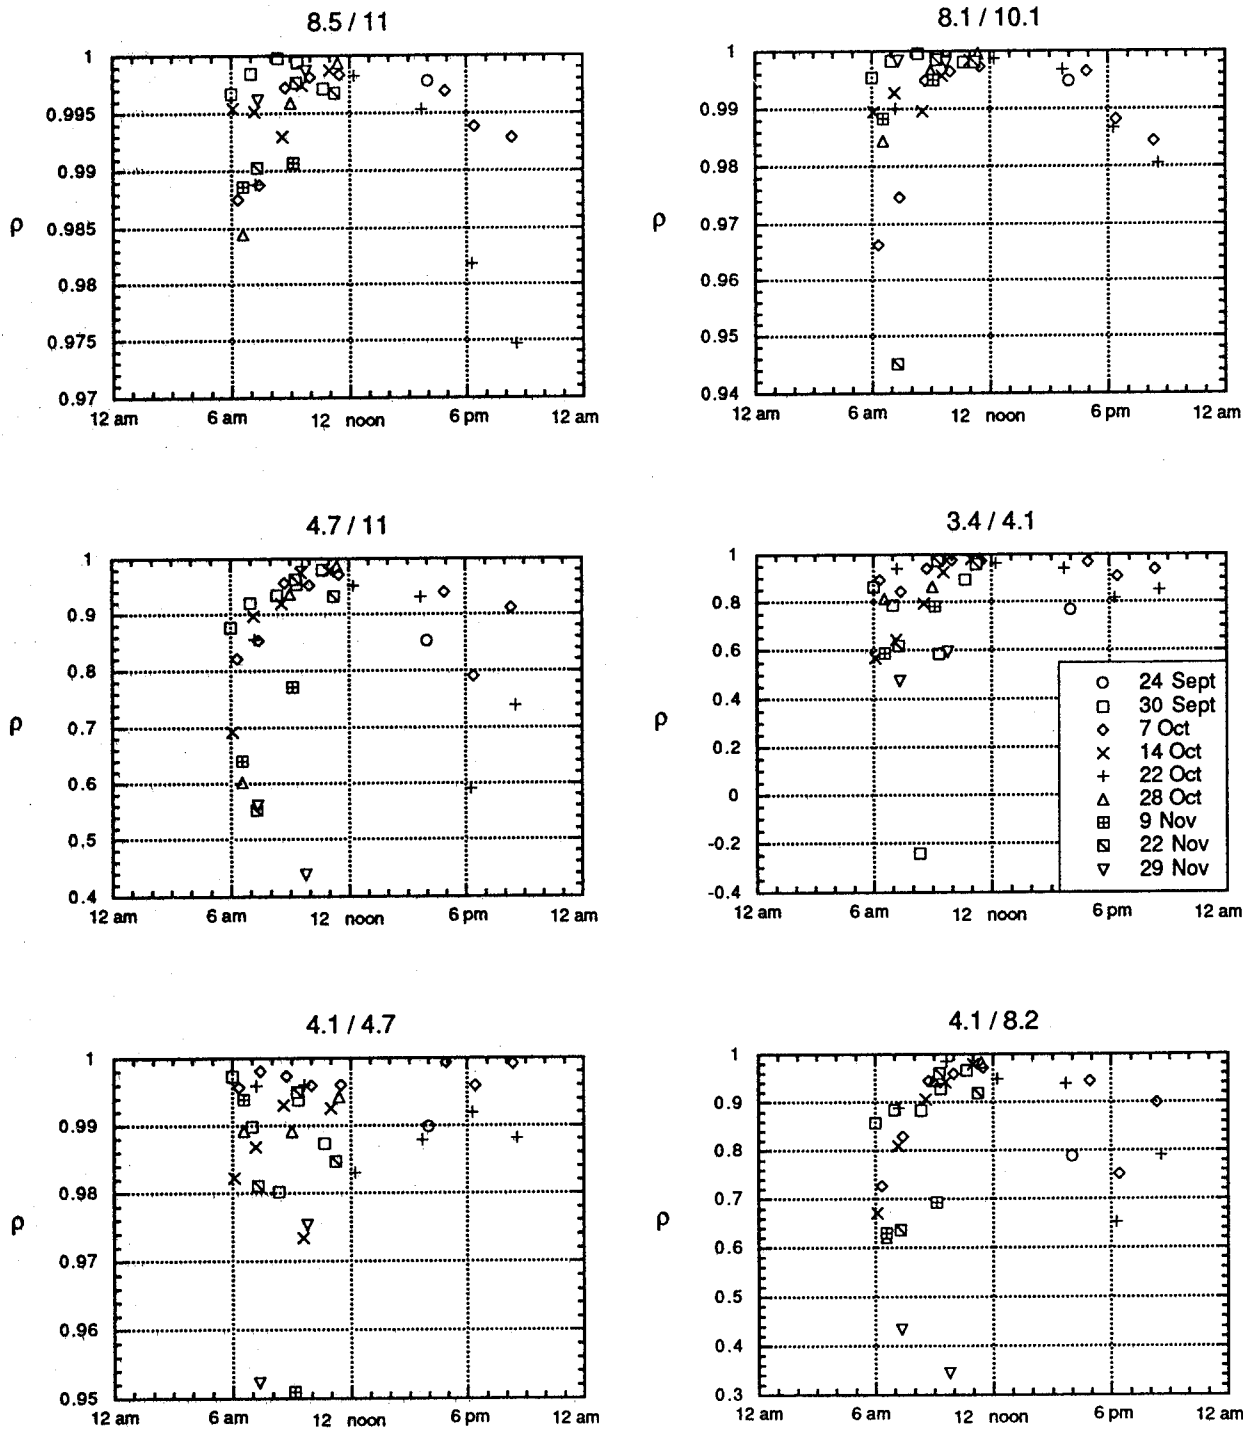 8.5 / 11
1
0.995
0.99
0.985
0.98
0.975
0.97
ρ
12 am
6 am
12 noon
6 pm
12 am
8.1 / 10.1
1
0.99
0.98
0.97
0.96
0.95
0.94
ρ
12 am
6 am
12 noon
6 pm
12 am
4.7 / 11
1
0.9
0.8
0.7
0.6
0.5
0.4
ρ
12 am
6 am
12 noon
6 pm
12 am
3.4 / 4.1
1
0.8
0.6
0.4
0.2
0
-0.2
-0.4
ρ
24 Sept
30 Sept
7 Oct
14 Oct
22 Oct
28 Oct
9 Nov
22 Nov
29 Nov
12 am
6 am
12 noon
6 pm
12 am
4.1 / 4.7
1
0.99
0.98
0.97
0.96
0.95
ρ
12 am
6 am
12 noon
6 pm
12 am
4.1 / 8.2
1
0.9
0.8
0.7
0.6
0.5
0.4
0.3
ρ
12 am
6 am
12 noon
6 pm
12 am